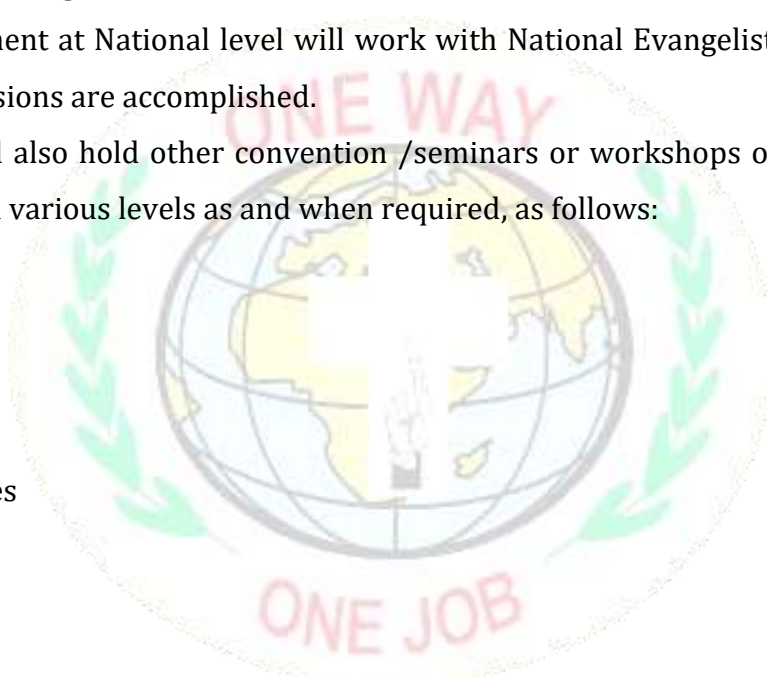 ment at National level will work with National Evangelist
sions are accomplished.
l also hold other convention /seminars or workshops o
various levels as and when required, as follows:
es
ONE WAY
ONE JOB